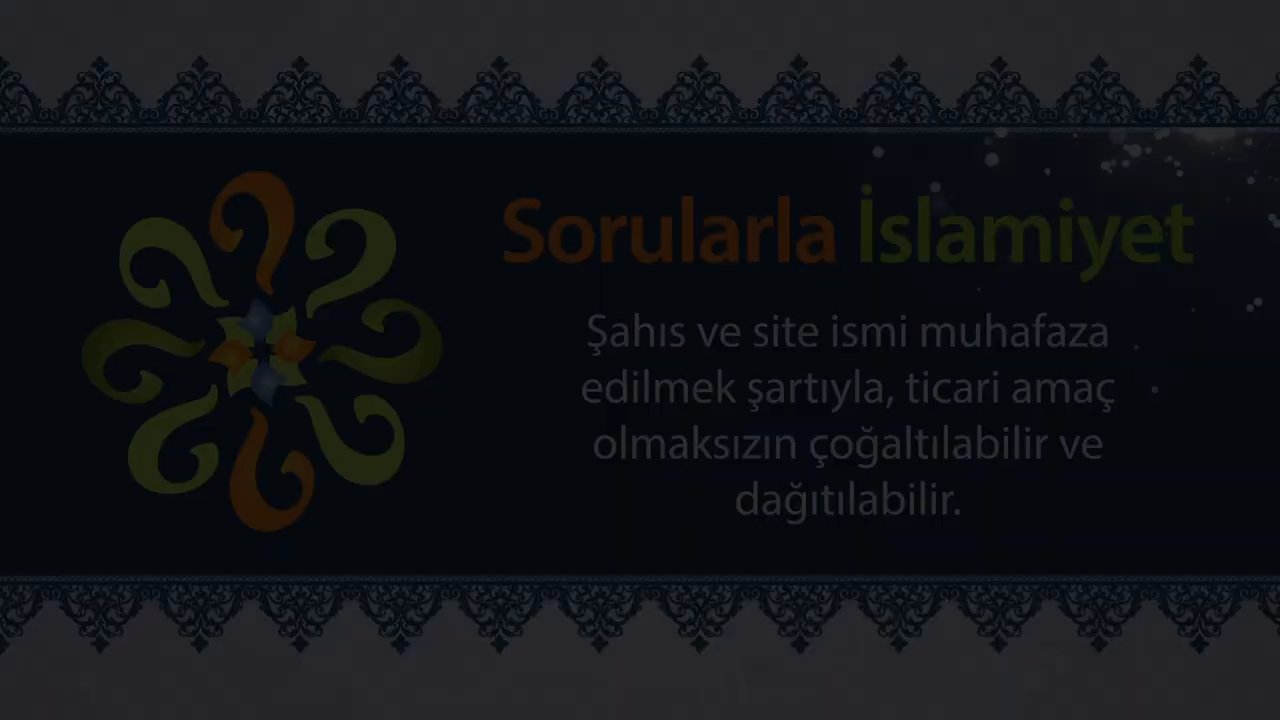 Sorularla İslamiyet
Şahıs ve site ismi muhafaza
edilmek şartıyla, ticari amaç
olmaksızın çoğaltılabilir ve
dağıtılabilir.